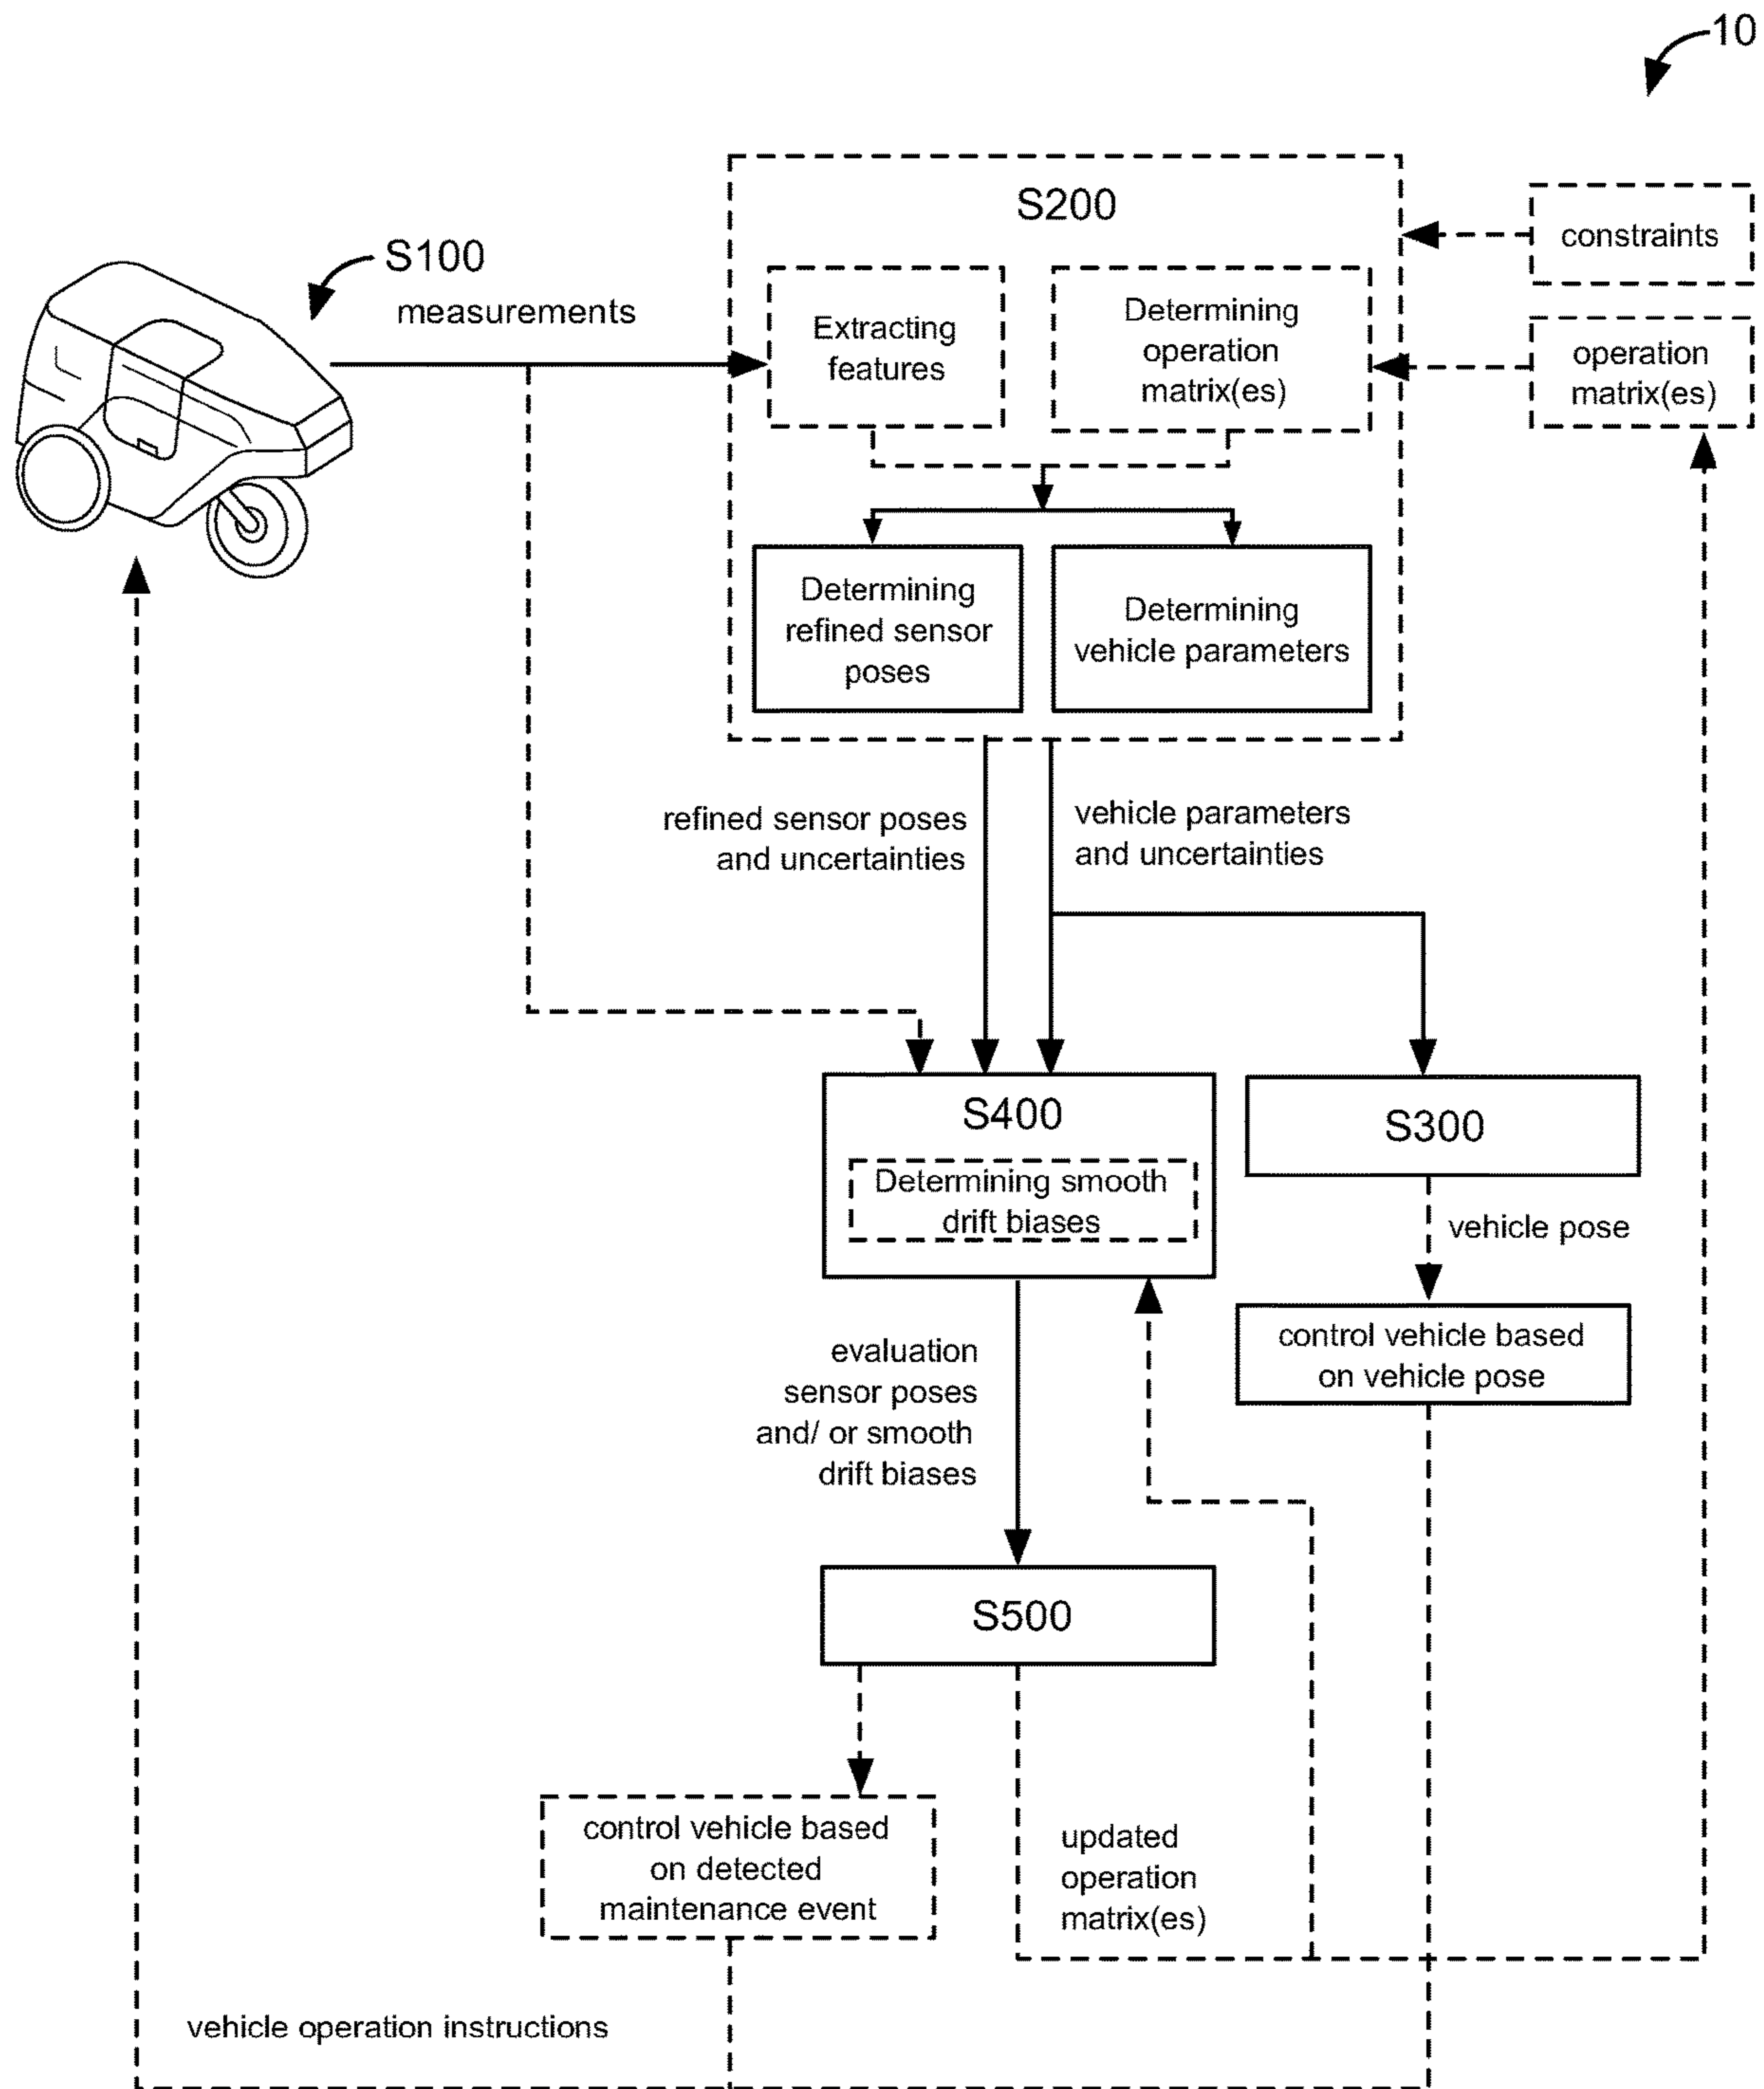 10
S200
constraints
S100
measurements
Extracting
features
Determining
operation
matrix(es)
operation
matrix(es)
Determining
refined sensor
poses
Determining
vehicle parameters
refined sensor poses
and uncertainties
vehicle parameters
and uncertainties
S400
Determining smooth
drift biases
S300
vehicle pose
control vehicle based
on vehicle pose
evaluation
sensor poses
and/ or smooth
drift biases
S500
control vehicle based
on detected
maintenance event
updated
operation
matrix(es)
vehicle operation instructions